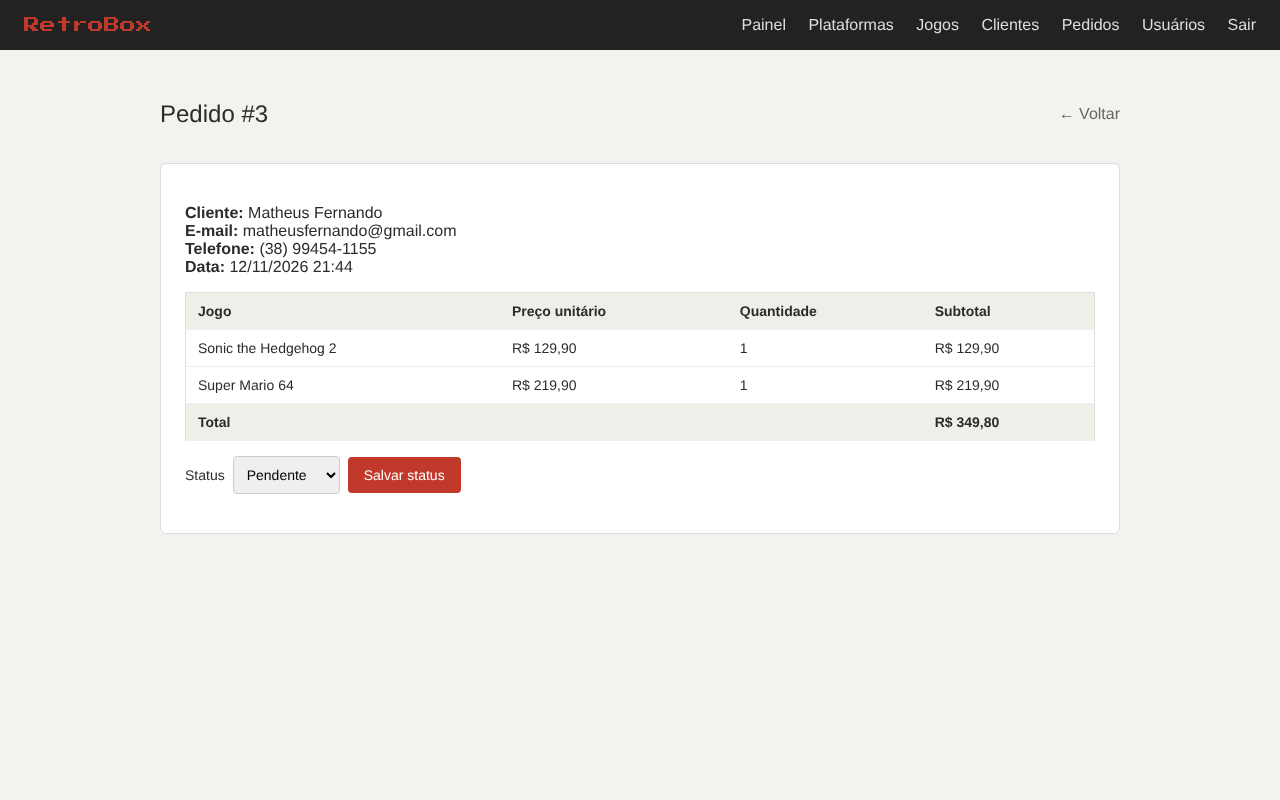 RetroBox Painel Plataformas Jogos Clientes Pedidos Usuários Sair
Pedido #3 ← Voltar
Cliente: Matheus Fernando
E-mail: matheusfernando@gmail.com
Telefone: (38) 99454-1155
Data: 12/11/2026 21:44
Jogo Preço unitário Quantidade Subtotal
Sonic the Hedgehog 2 R$ 129,90 1 R$ 129,90
Super Mario 64 R$ 219,90 1 R$ 219,90
Total R$ 349,80
Status Pendente Salvar status